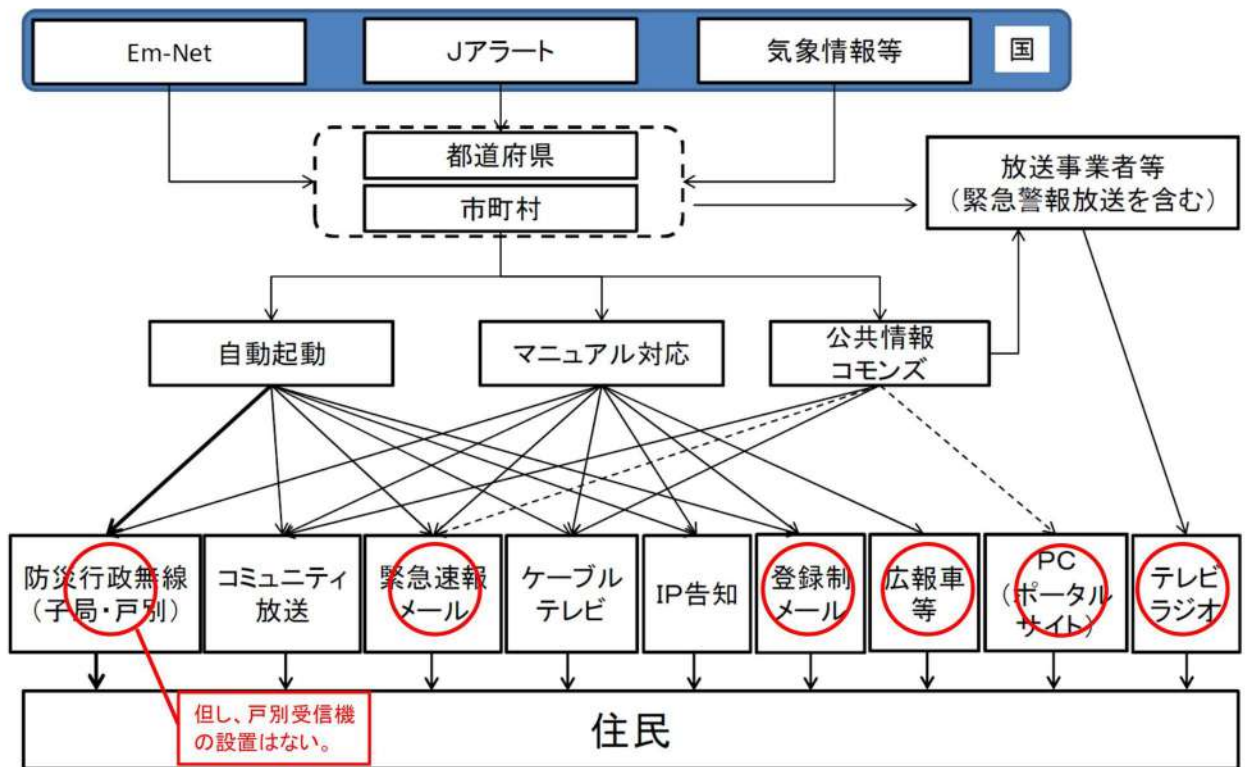 Em-Net
Jアラート
気象情報等
国
都道府県
市町村
放送事業者等
（緊急警報放送を含む）
自動起動
マニュアル対応
公共情報
コモンズ
防災行政無線
（子局・戸別）
コミュニティ
放送
緊急速報
メール
ケーブル
テレビ
IP告知
登録制
メール
広報車
等
PC
（ポータル
サイト）
テレビ
ラジオ
但し、戸別受信機
の設置はない。
住民